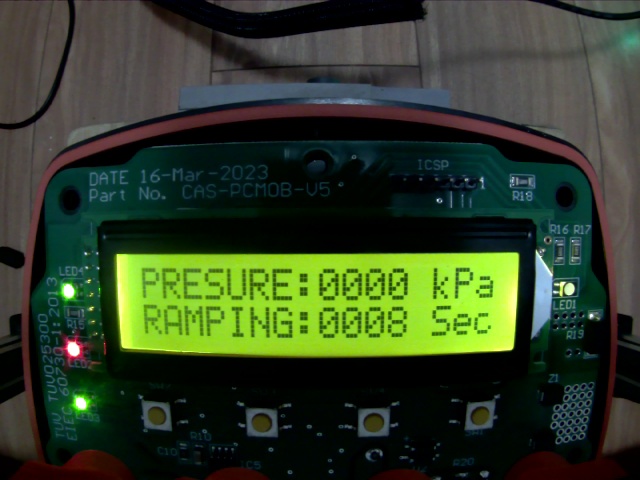 DATE 16-Mar-2023
Part No. CAS-PCMOB-V5
ICSP
1
R18
R16 R17
LED4
PRESURE:0000 kPa
RAMPING:0008 Sec
LED1
R19
Z1
R10
C10
C5
R20